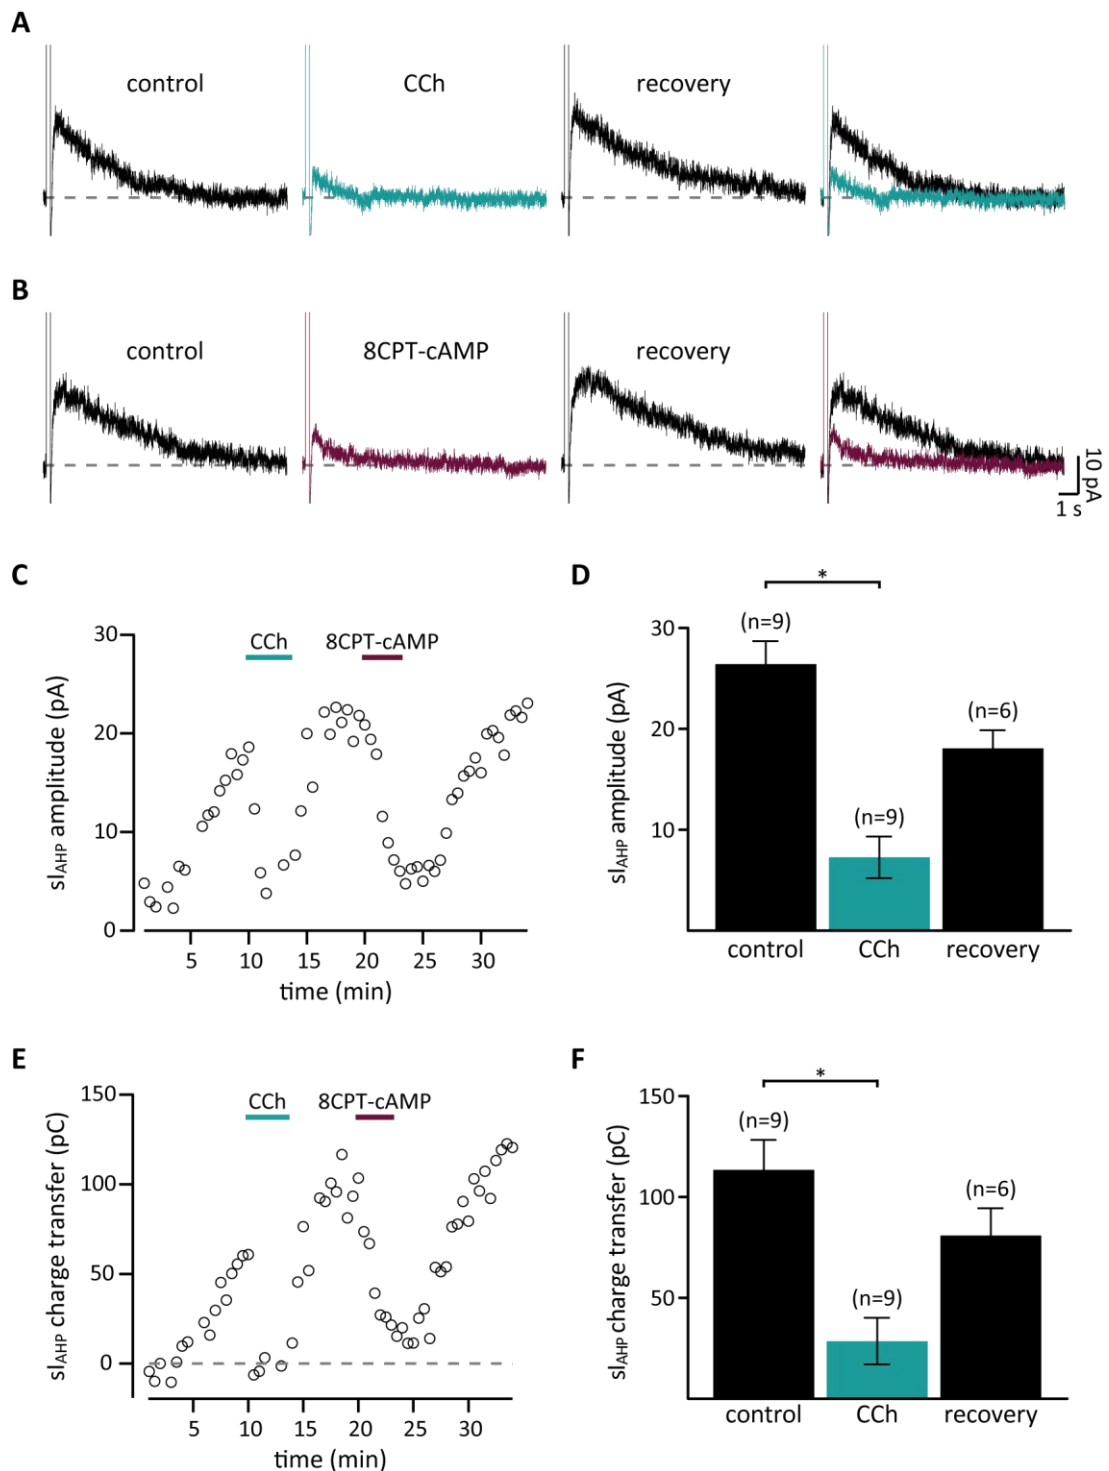 A
control CCh recovery
B
control 8CPT-cAMP recovery
10 pA
1 s
C
30
20
10
0
sIAHP amplitude (pA)
CCh 8CPT-cAMP
5 10 15 20 25 30
time (min)
D
*
30
20
10
sIAHP amplitude (pA)
(n=9)
(n=9)
(n=6)
control CCh recovery
E
150
100
50
0
sIAHP charge transfer (pC)
CCh 8CPT-cAMP
5 10 15 20 25 30
time (min)
F
*
150
100
50
sIAHP charge transfer (pC)
(n=9)
(n=9)
(n=6)
control CCh recovery